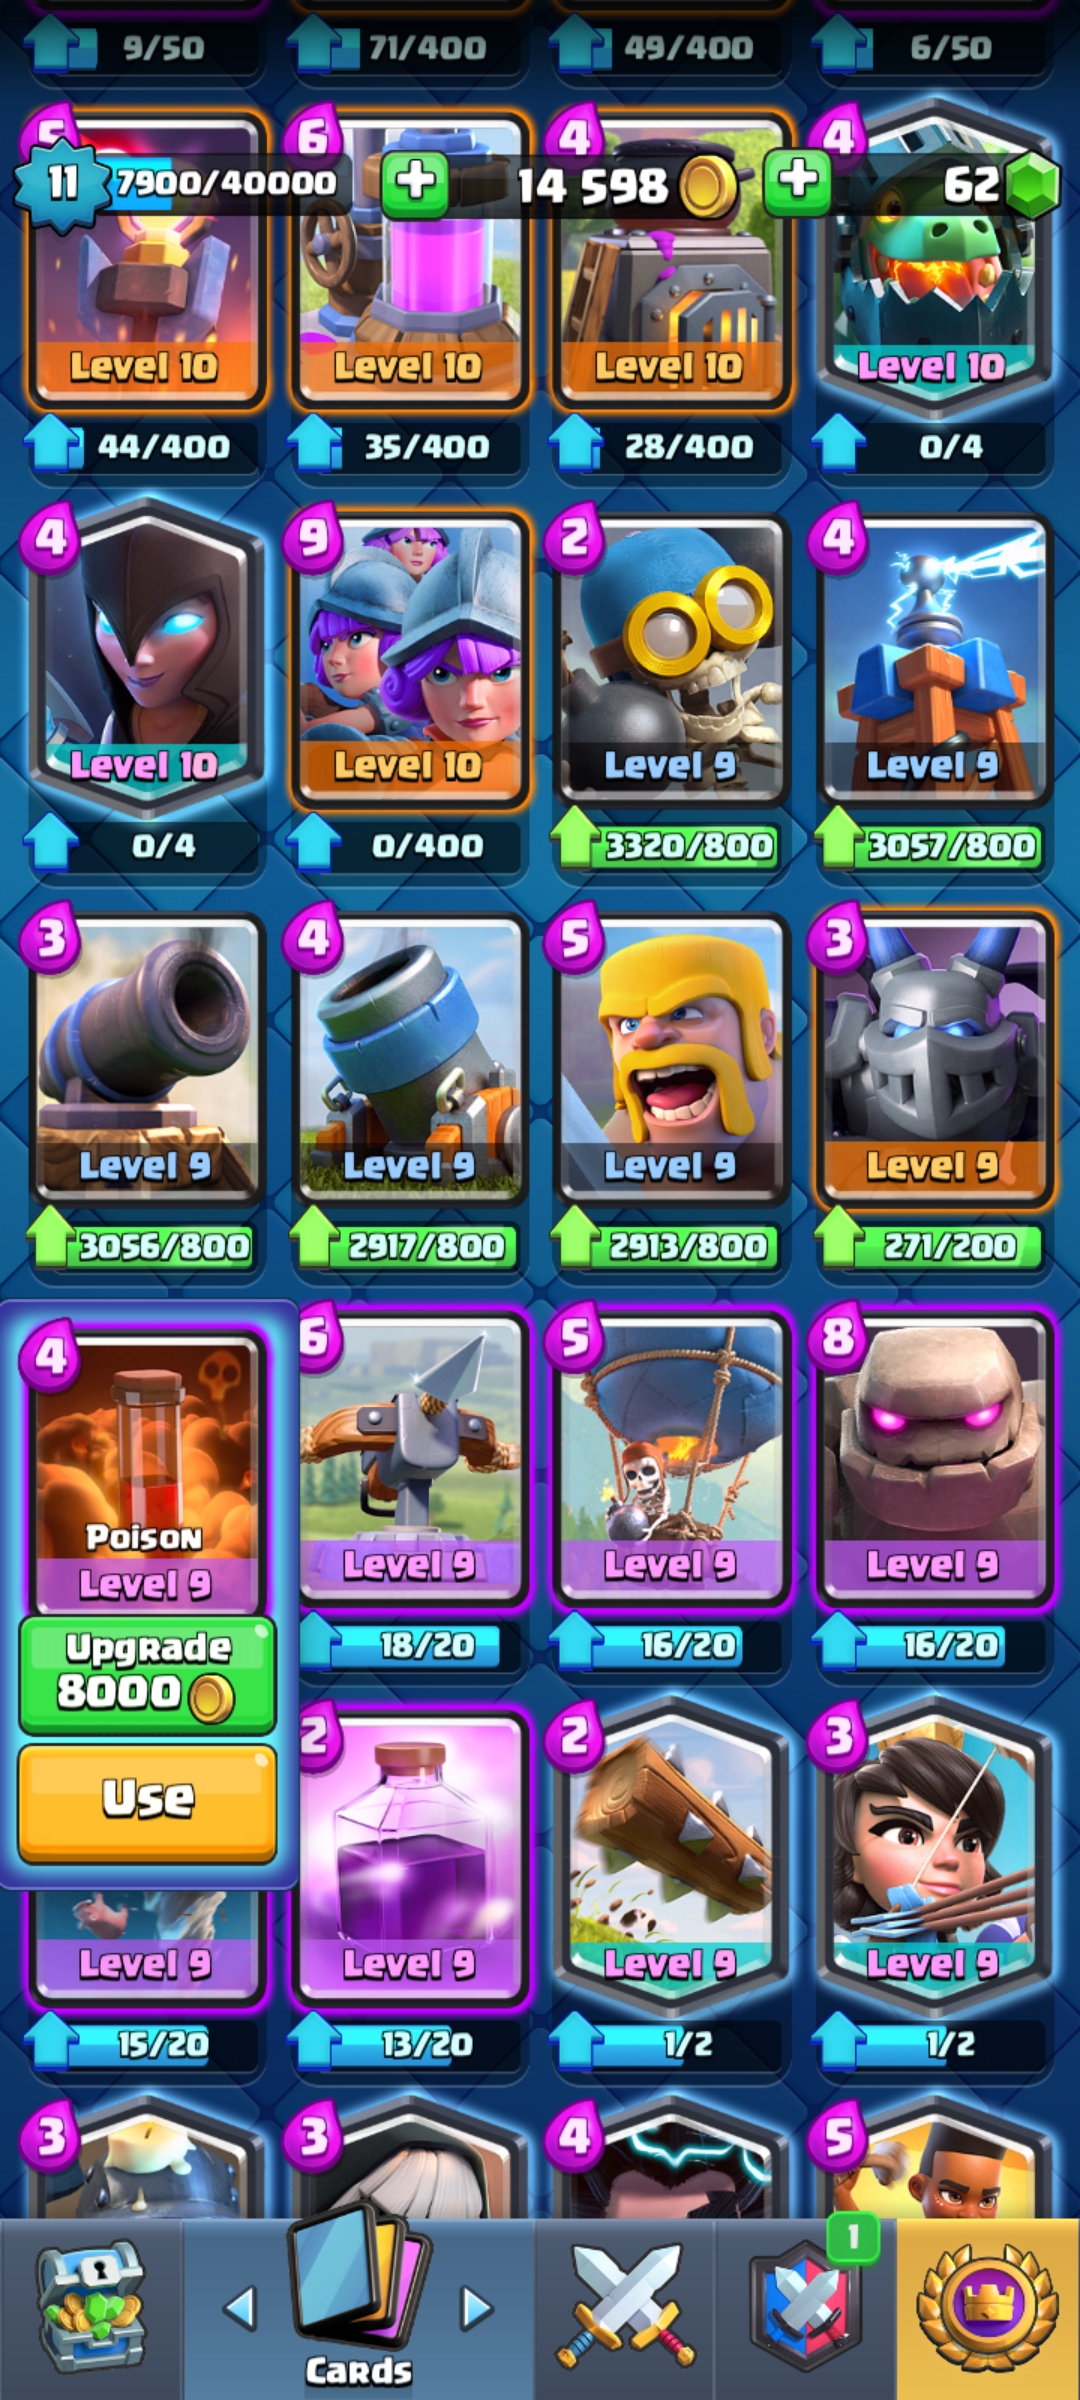 9/50
71/400
49/400
6/50
5
6
4
4
11
7900/40000
14 598
62
Level 10
Level 10
Level 10
Level 10
44/400
35/400
28/400
0/4
4
9
2
4
Level 10
Level 10
Level 9
Level 9
0/4
0/400
3320/800
3057/800
3
4
5
3
Level 9
Level 9
Level 9
Level 9
3056/800
2917/800
2913/800
271/200
4
6
5
8
Poison
Level 9
Level 9
Level 9
Level 9
Upgrade
8000
18/20
16/20
16/20
Use
2
2
3
Level 9
Level 9
Level 9
Level 9
15/20
13/20
1/2
1/2
3
3
4
5
1
Cards